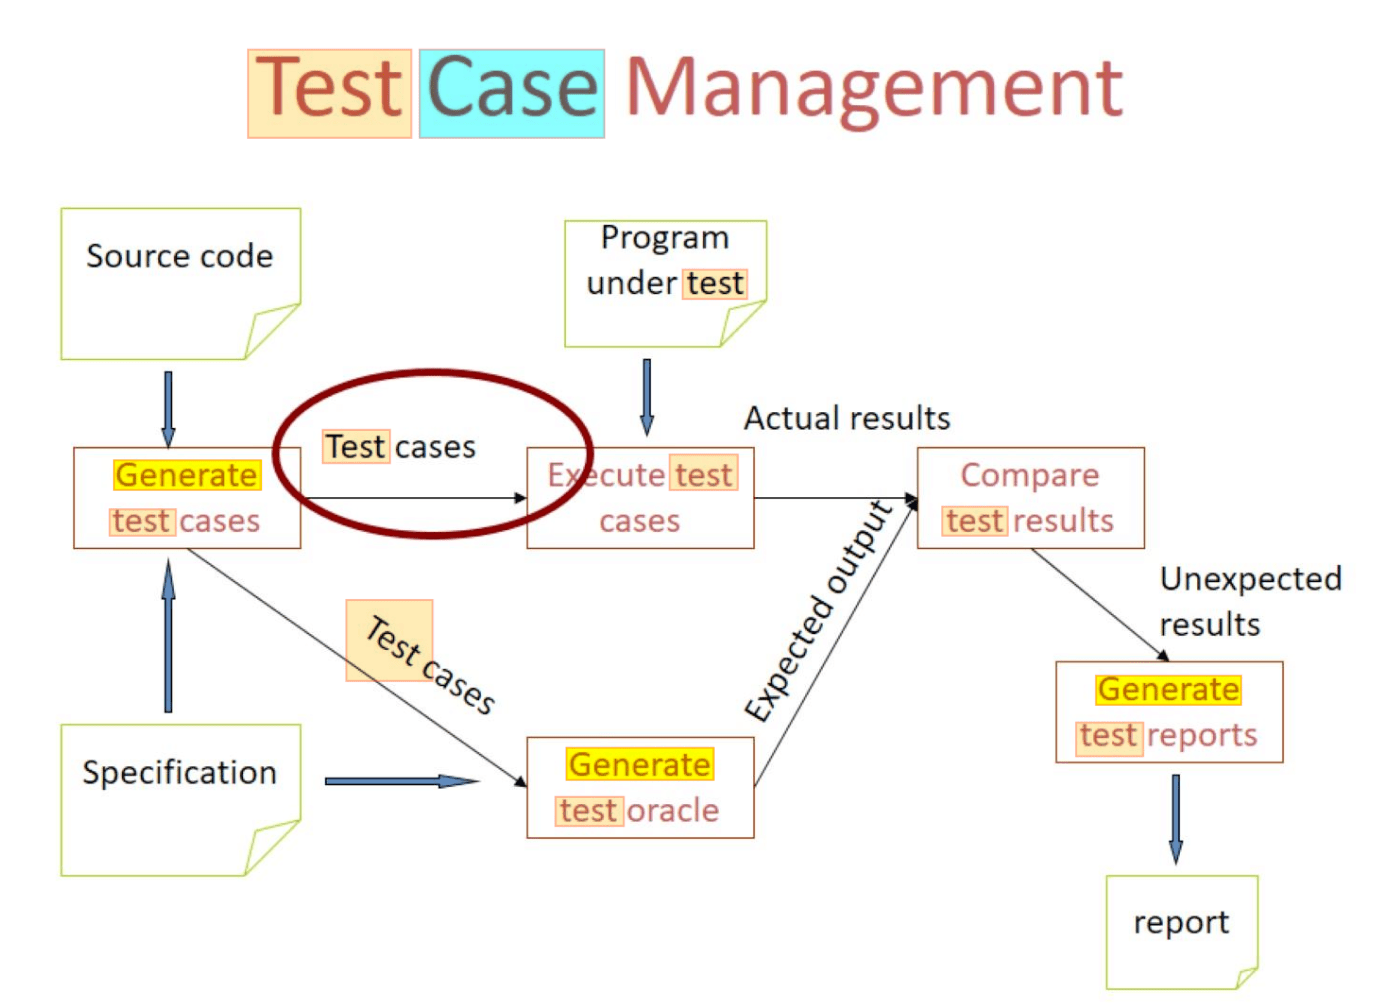 Test Case Management
Source code
Program
under test
Test cases
Actual results
Generate
test cases
Execute test
cases
Compare
test results
Test cases
Expected output
Unexpected
results
Specification
Generate
test oracle
Generate
test reports
report